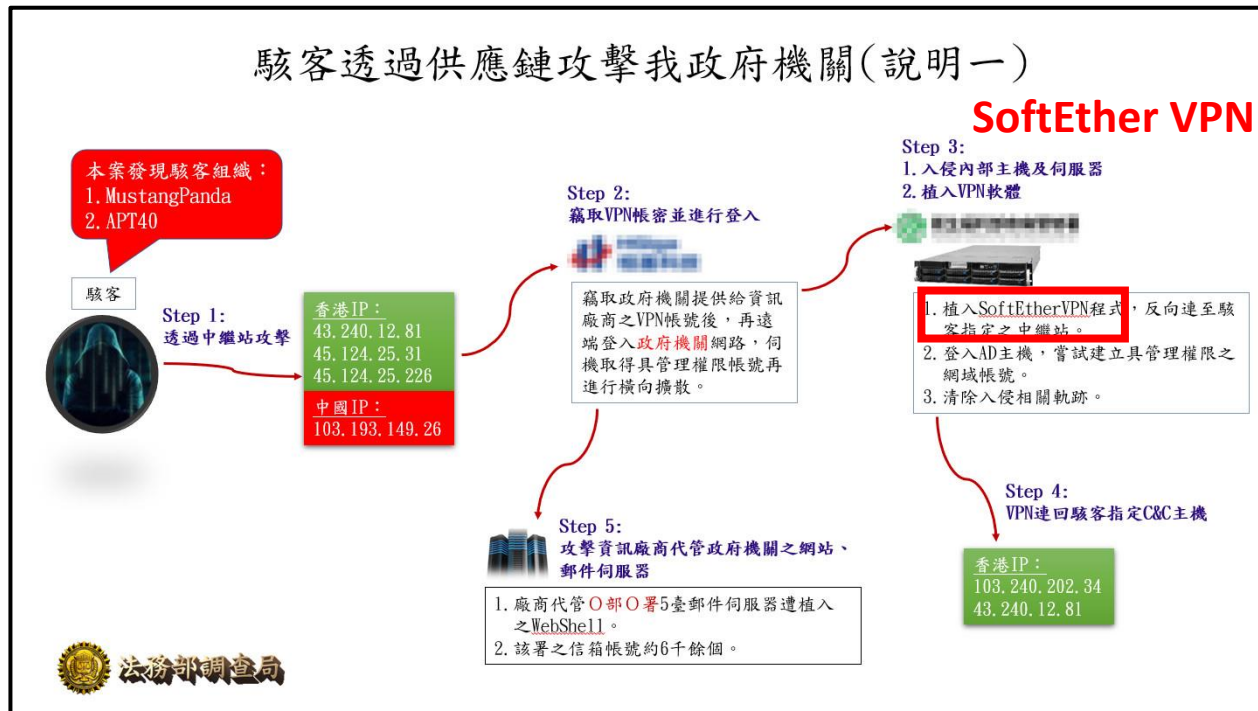 駭客透過供應鏈攻擊我政府機關(說明一)
SoftEther VPN
本案發現駭客組織：
1.MustangPanda
2.APT40
駭客
Step 1:
透過中繼站攻擊
香港IP：
43.240.12.81
45.124.25.31
45.124.25.226
中國IP：
103.193.149.26
Step 2:
竊取VPN帳密並進行登入
竊取政府機關提供給資訊
廠商之VPN帳號後，再遠
端登入政府機關網路，伺
機取得具管理權限帳號再
進行橫向擴散。
Step 3:
1.入侵內部主機及伺服器
2.植入VPN軟體
1.植入SoftEtherVPN程式，反向連至駭
客指定之中繼站。
2.登入AD主機，嘗試建立具管理權限之
網域帳號。
3.清除入侵相關軌跡。
Step 4:
VPN連回駭客指定C&C主機
香港IP：
103.240.202.34
43.240.12.81
Step 5:
攻擊資訊廠商代管政府機關之網站、
郵件伺服器
1.廠商代管O部O署5臺郵件伺服器遭植入
之WebShell。
2.該署之信箱帳號約6千餘個。
法務部調查局